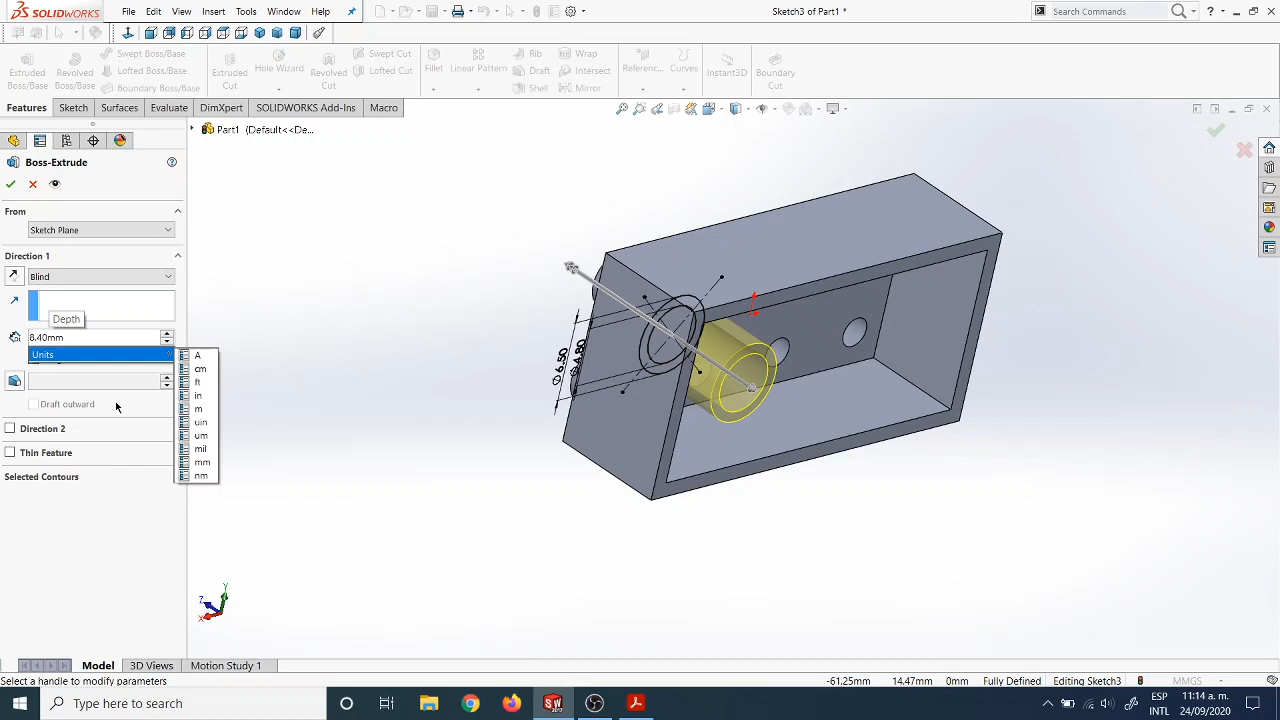 SOLIDWORKS File Edit View Insert Tools Window Help Sketch3 of Part1 * Search Commands ?
Extruded Boss/Base
Revolved Boss/Base
Swept Boss/Base
Lofted Boss/Base
Boundary Boss/Base
Extruded Cut
Hole Wizard
Revolved Cut
Swept Cut
Lofted Cut
Fillet
Linear Pattern
Rib
Draft
Shell
Wrap
Intersect
Mirror
Referenc...
Curves
Instant3D
Boundary Cut
Features Sketch Surfaces Evaluate DimXpert SOLIDWORKS Add-Ins Macro
Part1 (Default<<De...
Boss-Extrude
From
Sketch Plane
Direction 1
Blind
Depth
8.40mm
Units
A
cm
ft
in
m
uin
um
mil
mm
nm
Draft outward
Direction 2
Thin Feature
Selected Contours
∅6.50
∅4.80
Y
Z
X
Model 3D Views Motion Study 1
Select a handle to modify parameters -61.25mm 14.47mm 0mm Fully Defined Editing Sketch3 MMGS
Type here to search
ESP 11:14 a. m.
INTL 24/09/2020